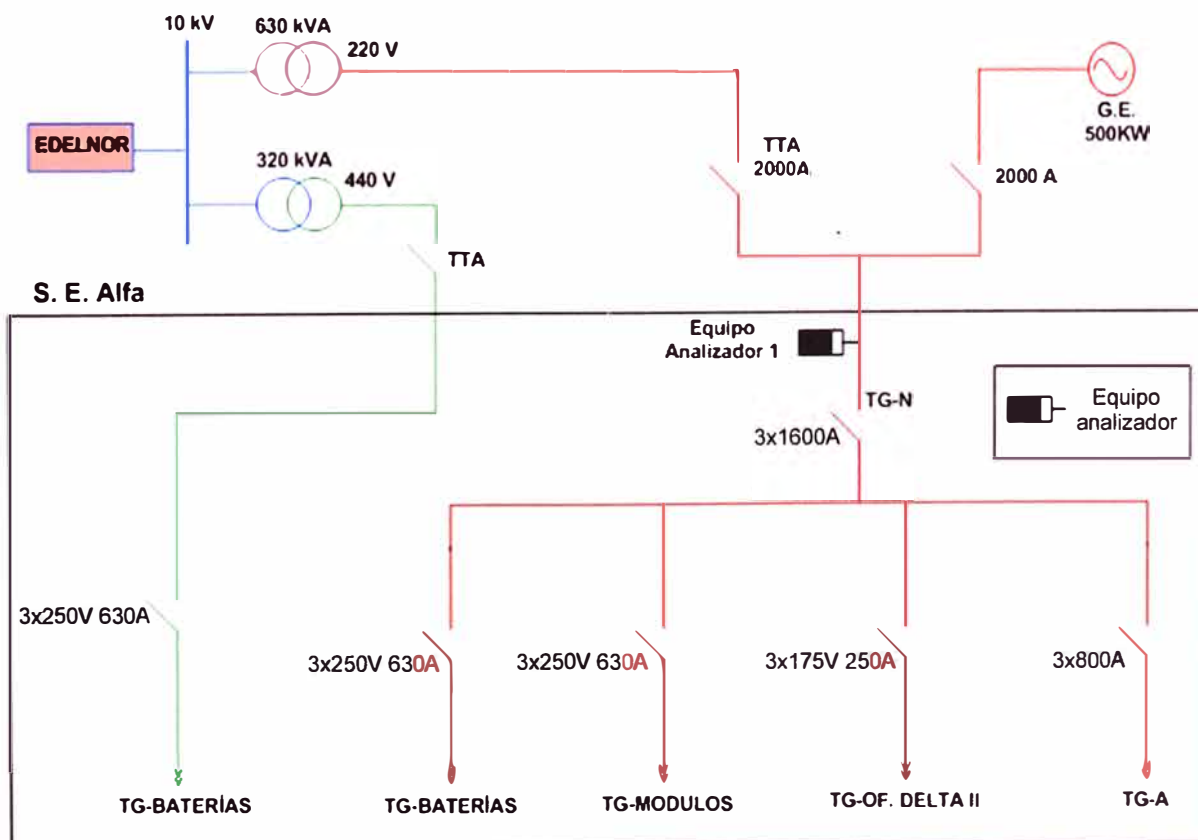 10 kV
630 kVA
220 V
EDELNOR
320 kVA
440 V
TTA
TTA
2000A
2000 A
G.E.
500KW
S. E. Alfa
Equipo
Analizador 1
TG-N
3x1600A
Equipo
analizador
3x250V 630A
3x250V 630A
3x250V 630A
3x175V 250A
3x800A
TG-BATERÍAS
TG-BATERÍAS
TG-MODULOS
TG-OF. DELTA II
TG-A